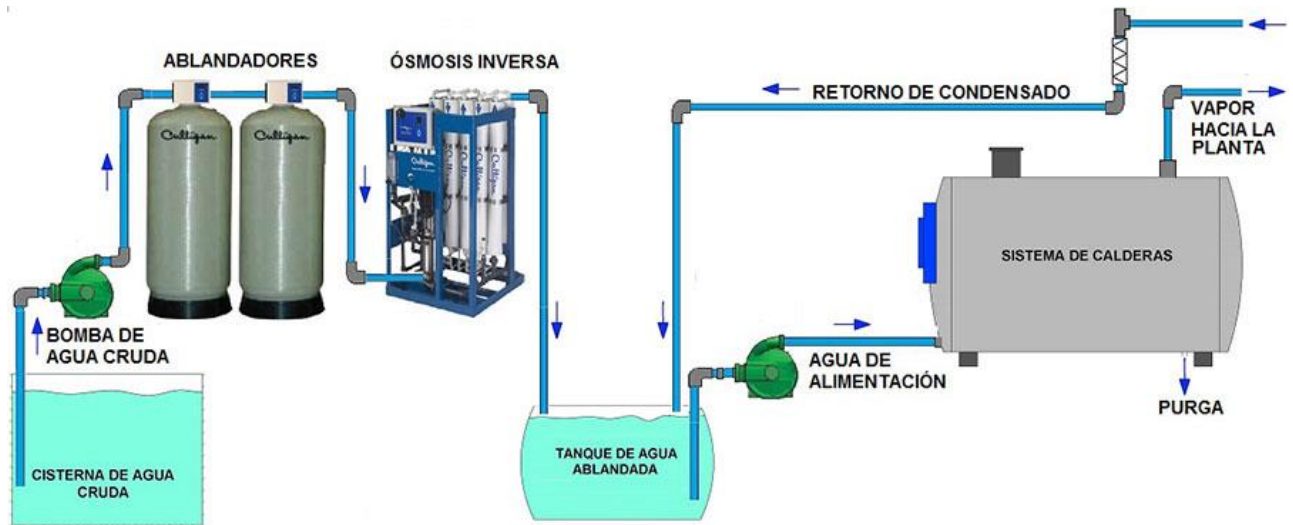 ABLANDADORES
ÓSMOSIS INVERSA
Culligan
Culligan
Culligan
RETORNO DE CONDENSADO
VAPOR
HACIA LA
PLANTA
SISTEMA DE CALDERAS
BOMBA DE
AGUA CRUDA
AGUA DE
ALIMENTACIÓN
PURGA
CISTERNA DE AGUA
CRUDA
TANQUE DE AGUA
ABLANDADA